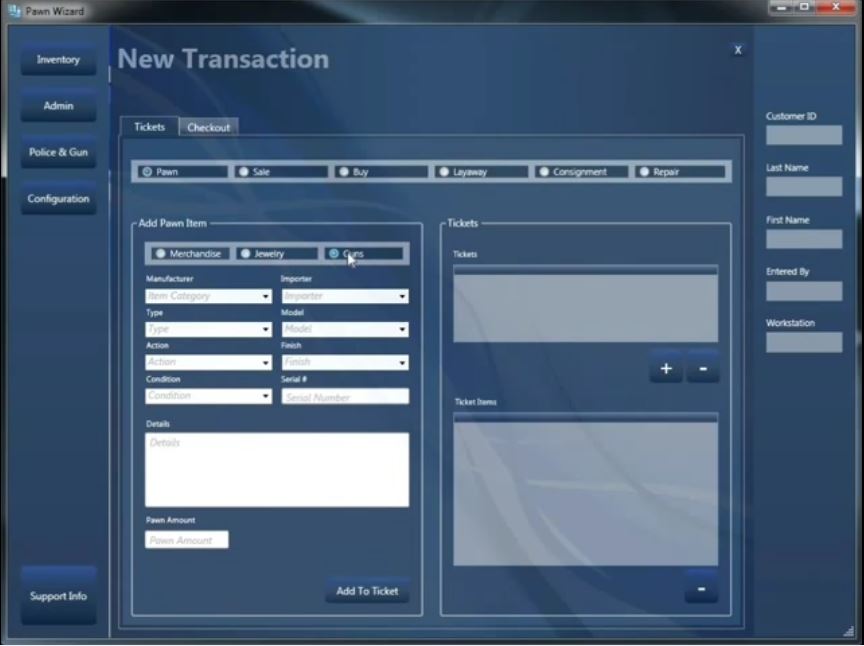 Pawn Wizard
Inventory
Admin
Police & Gun
Configuration
Support Info
New Transaction
X
Tickets Checkout
Pawn Sale Buy Layaway Consignment Repair
Add Pawn Item
Merchandise Jewelry Guns
Manufacturer Importer
Item Category Importer
Type Model
Type Model
Action Finish
Action Finish
Condition Serial #
Condition Serial Number
Details
Details
Pawn Amount
Pawn Amount
Add To Ticket
Tickets
Tickets
+ -
Ticket Items
-
Customer ID
Last Name
First Name
Entered By
Workstation